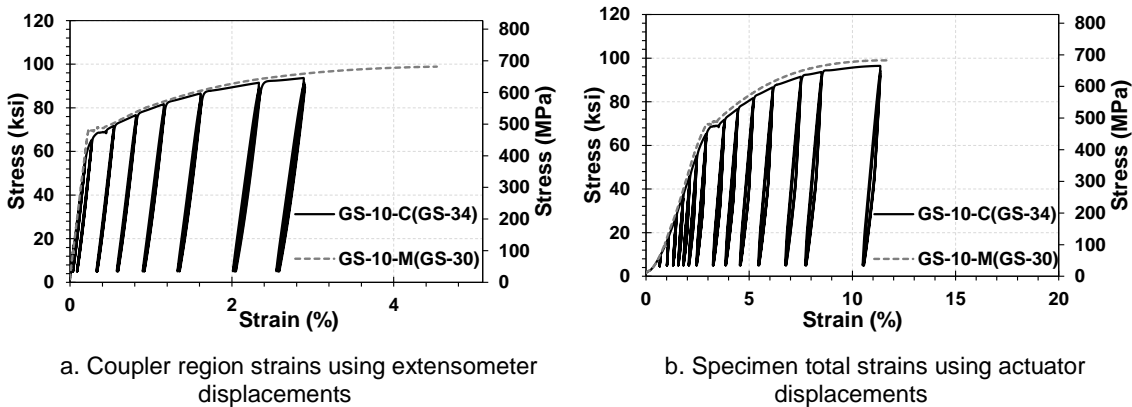 120
100
80
60
40
20
0
Stress (ksi)
800
700
600
500
400
300
200
100
0
Stress (MPa)
GS-10-C(GS-34)
GS-10-M(GS-30)
0 2 4
Strain (%)
a. Coupler region strains using extensometer
displacements
120
100
80
60
40
20
0
Stress (ksi)
800
700
600
500
400
300
200
100
0
Stress (MPa)
GS-10-C(GS-34)
GS-10-M(GS-30)
0 5 10 15 20
Strain (%)
b. Specimen total strains using actuator
displacements